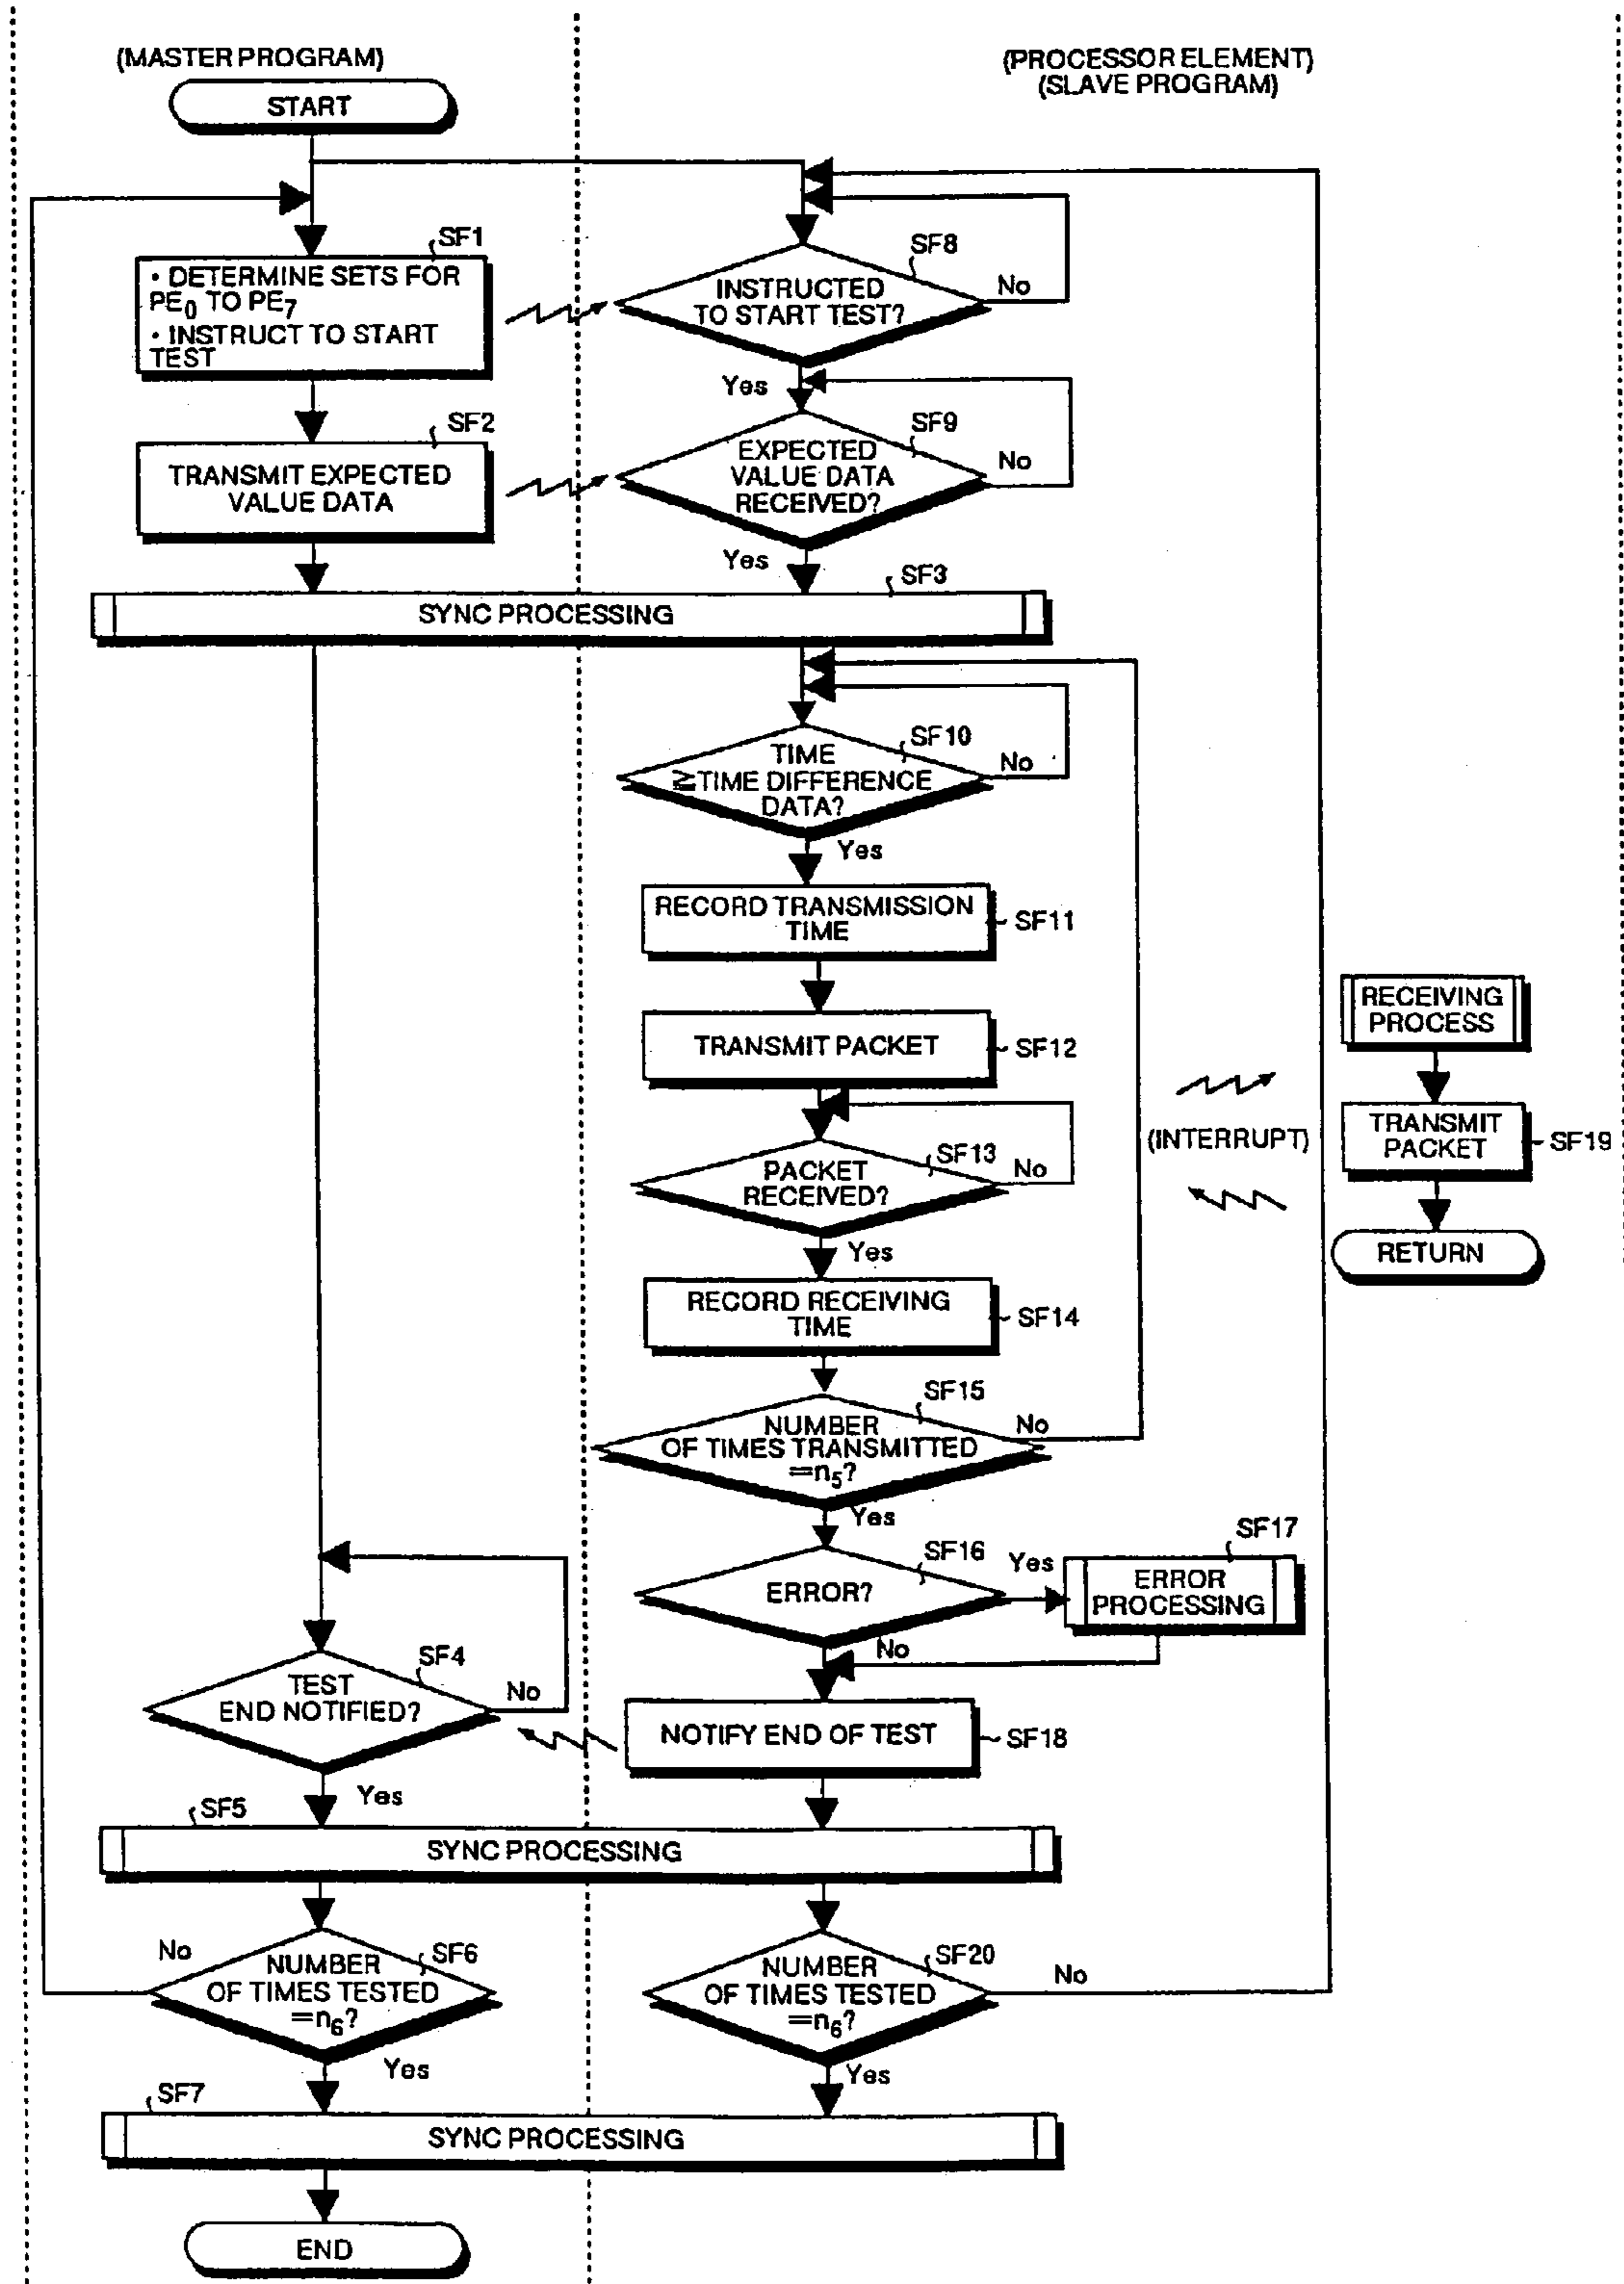 (MASTER PROGRAM)
START
(PROCESSOR ELEMENT)
(SLAVE PROGRAM)
SF1
• DETERMINE SETS FOR
PE0 TO PE7
• INSTRUCT TO START
TEST
SF8
INSTRUCTED
TO START TEST?
No
Yes
SF2
TRANSMIT EXPECTED
VALUE DATA
SF9
EXPECTED
VALUE DATA
RECEIVED?
No
Yes
SF3
SYNC PROCESSING
SF10
TIME
≧TIME DIFFERENCE
DATA?
No
Yes
RECORD TRANSMISSION
TIME
SF11
TRANSMIT PACKET
SF12
SF13
PACKET
RECEIVED?
No
Yes
(INTERRUPT)
RECEIVING
PROCESS
TRANSMIT
PACKET
SF19
RETURN
RECORD RECEIVING
TIME
SF14
SF15
NUMBER
OF TIMES TRANSMITTED
=n5?
No
Yes
SF16
ERROR?
Yes
No
SF17
ERROR
PROCESSING
SF4
TEST
END NOTIFIED?
No
Yes
NOTIFY END OF TEST
SF18
SF5
SYNC PROCESSING
No
SF6
NUMBER
OF TIMES TESTED
=n6?
Yes
SF20
NUMBER
OF TIMES TESTED
=n6?
No
Yes
SF7
SYNC PROCESSING
END